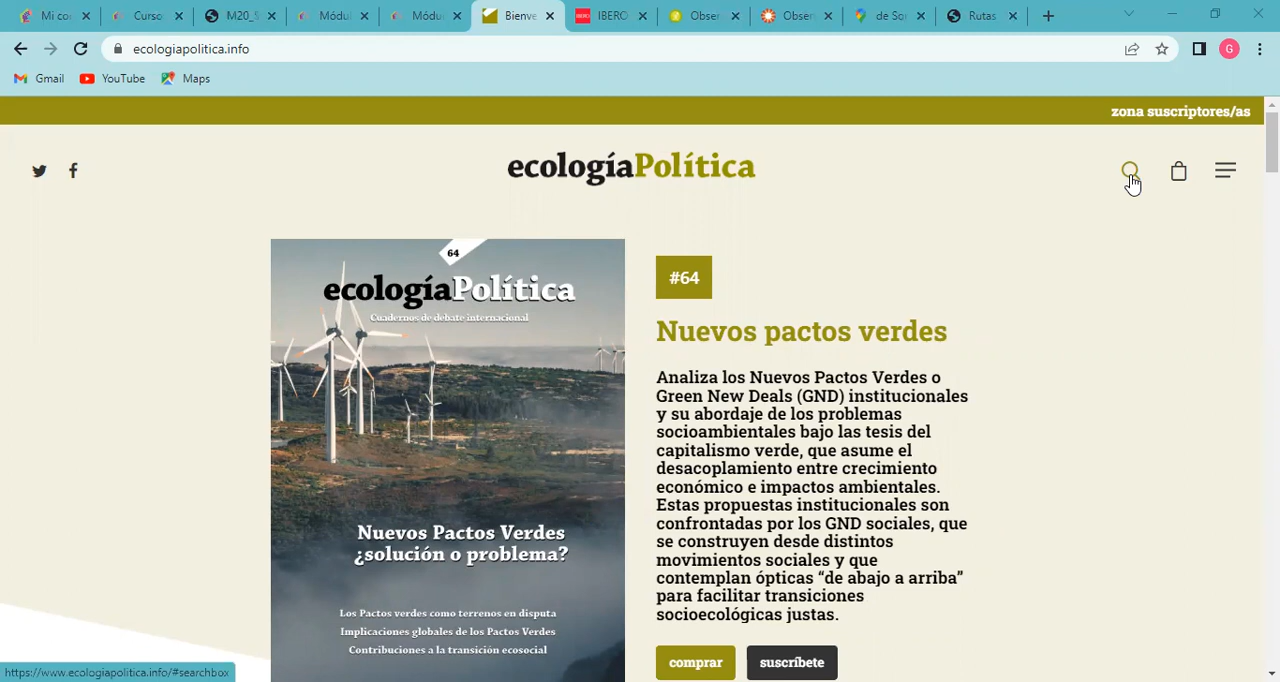 Mi co
Curso
M20_S
Módul
Módu
Bienve
IBERO
Obser
Obser
de Sor
Rutas
ecologiapolitica.info
G
Gmail
YouTube
Maps
zona suscriptores/as
ecologíaPolítica
64
ecologíaPolítica
Cuadernos de debate internacional
Nuevos Pactos Verdes
¿solución o problema?
Los Pactos verdes como terrenos en disputa
Implicaciones globales de los Pactos Verdes
Contribuciones a la transición ecosocial
#64
Nuevos pactos verdes
Analiza los Nuevos Pactos Verdes o
Green New Deals (GND) institucionales
y su abordaje de los problemas
socioambientales bajo las tesis del
capitalismo verde, que asume el
desacoplamiento entre crecimiento
económico e impactos ambientales.
Estas propuestas institucionales son
confrontadas por los GND sociales, que
se construyen desde distintos
movimientos sociales y que
contemplan ópticas “de abajo a arriba”
para facilitar transiciones
socioecológicas justas.
comprar
suscríbete
https://www.ecologiapolitica.info/#searchbox